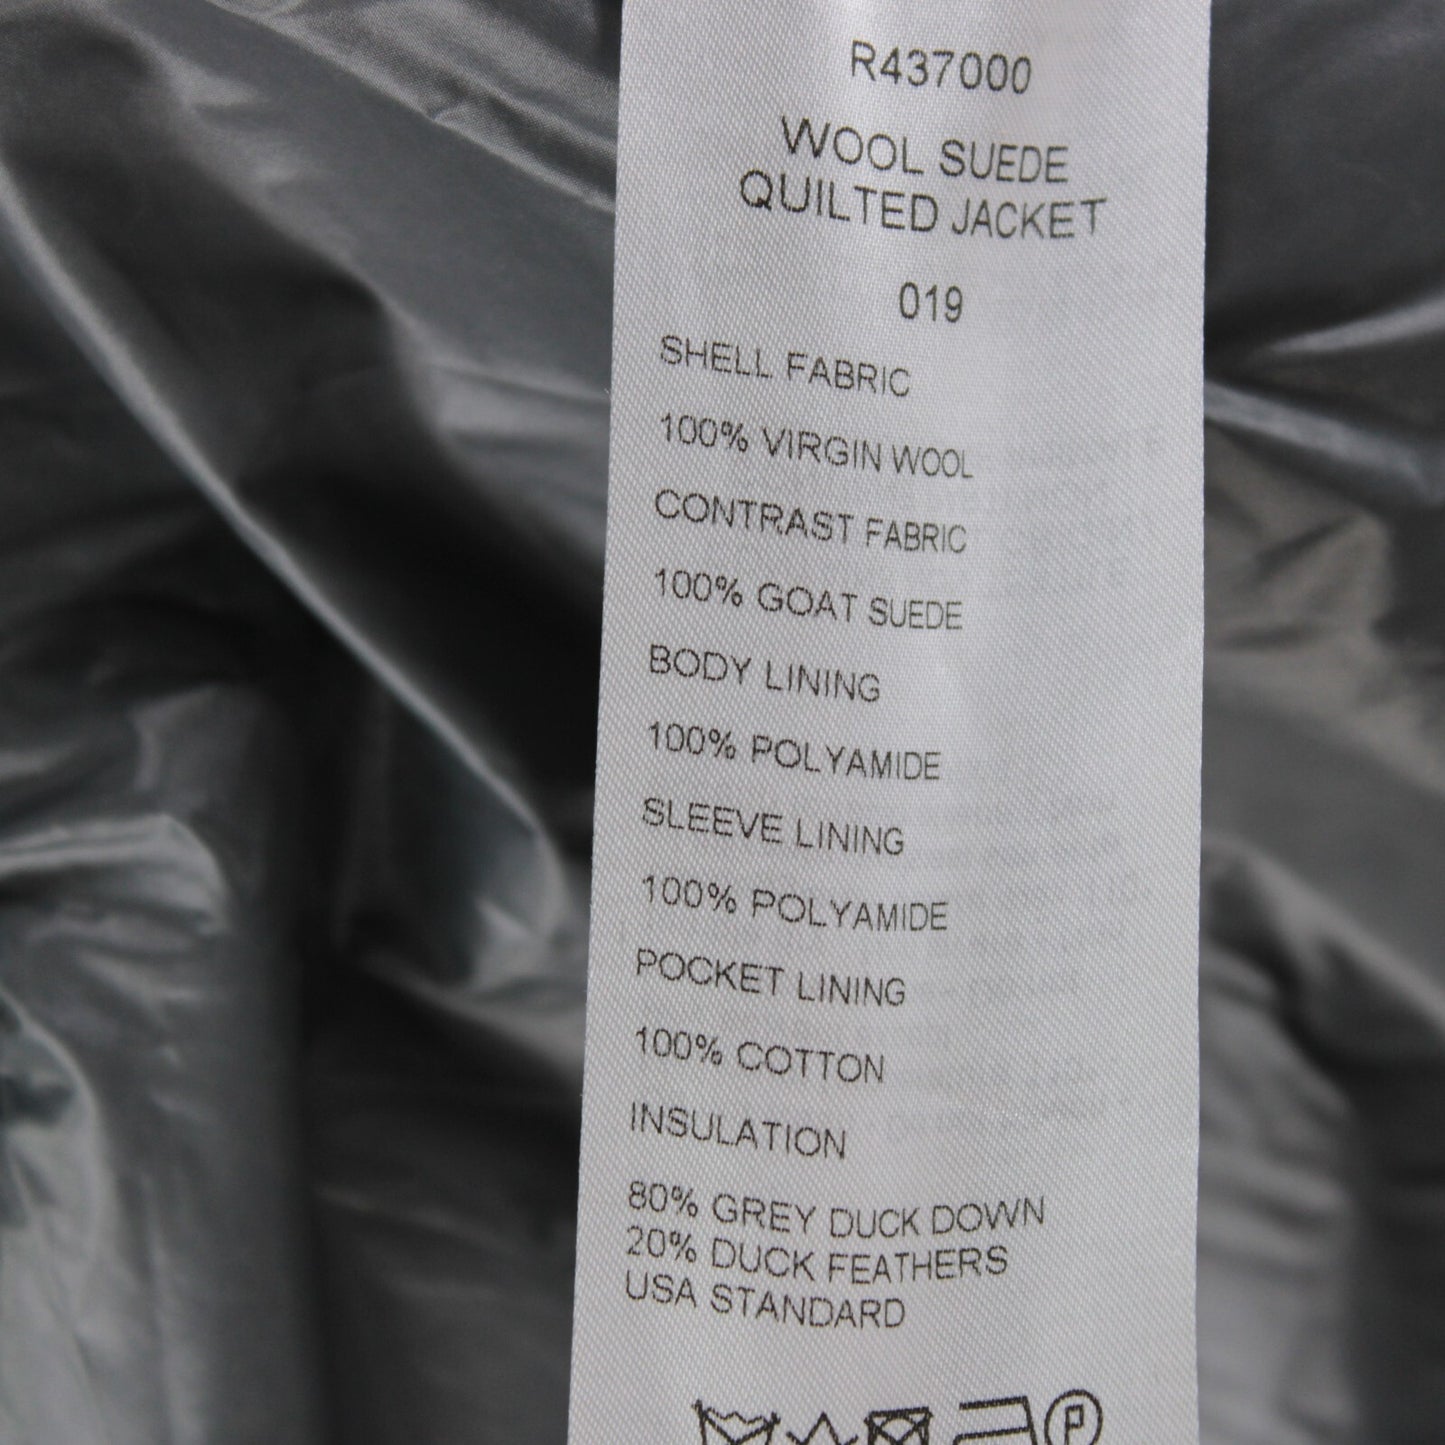 R437000
WOOL SUEDE
QUILTED JACKET
019
SHELL FABRIC
100% VIRGIN WOOL
CONTRAST FABRIC
100% GOAT SUEDE
BODY LINING
100% POLYAMIDE
SLEEVE LINING
100% POLYAMIDE
POCKET LINING
100% COTTON
INSULATION
80% GREY DUCK DOWN
20% DUCK FEATHERS
USA STANDARD
P